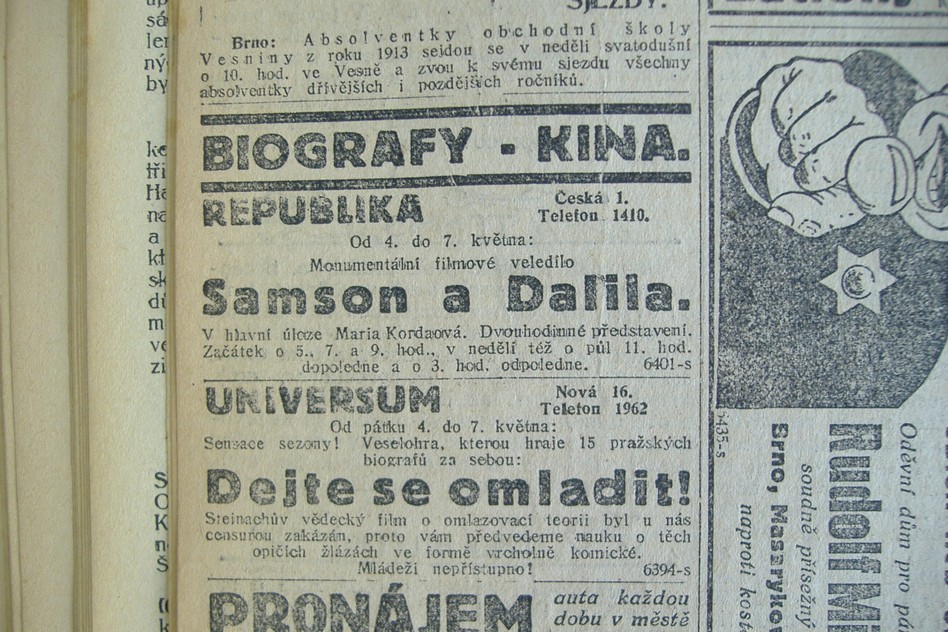 SJEZDY.
Brno: Absolventky obchodní školy
Vesniny z roku 1913 sejdou se v neděli svatodušní
o 10. hod. ve Vesně a zvou k svému sjezdu všechny
absolventky dřívějších i pozdějších ročníků.
BIOGRAFY - KINA.
REPUBLIKA
Česká 1.
Telefon 1410.
Od 4. do 7. května:
Monumentální filmové veledílo
Samson a Dalila.
V hlavní úloze Maria Kordaová. Dvouhodinné představení.
Začátek o 5., 7. a 9. hod., v neděli též o půl 11. hod.
dopoledne a o 3. hod. odpoledne. 6401-s
UNIVERSUM
Nová 16.
Telefon 1962
Od pátku 4. do 7. května:
Sensace sezony! Veselohra, kterou hraje 15 pražských
biografů za sebou:
Dejte se omladit!
Steinachův vědecký film o omlazovací teorii byl u nás
censurou zakázán, proto vám předvedeme nauku o těch
opičích žlázách ve formě vrcholně komické.
Mládeži nepřístupno! 6394-s
PRONÁJEM
auta každou
dobu v městě
6435-s
Oděvní dům pro
Rudolf
soudně přísežný
Brno,
naproti